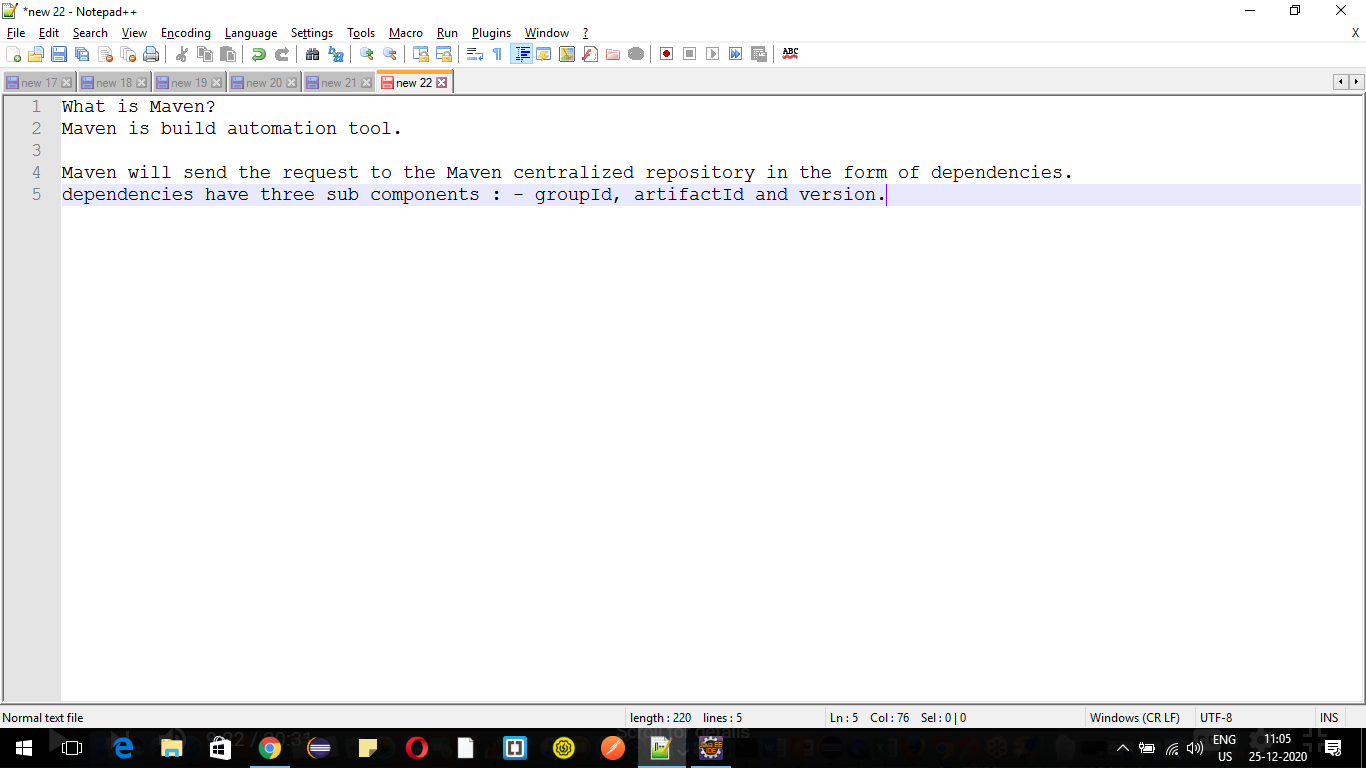 *new 22 - Notepad++
File Edit Search View Encoding Language Settings Tools Macro Run Plugins Window ? X
ABC
new 17 new 18 new 19 new 20 new 21 new 22
1 What is Maven?
2 Maven is build automation tool.
3
4 Maven will send the request to the Maven centralized repository in the form of dependencies.
5 dependencies have three sub components : - groupId, artifactId and version.
Normal text file length : 220 lines : 5 Ln : 5 Col : 76 Sel : 0 | 0 Windows (CR LF) UTF-8 INS
ENG 11:05
US 25-12-2020